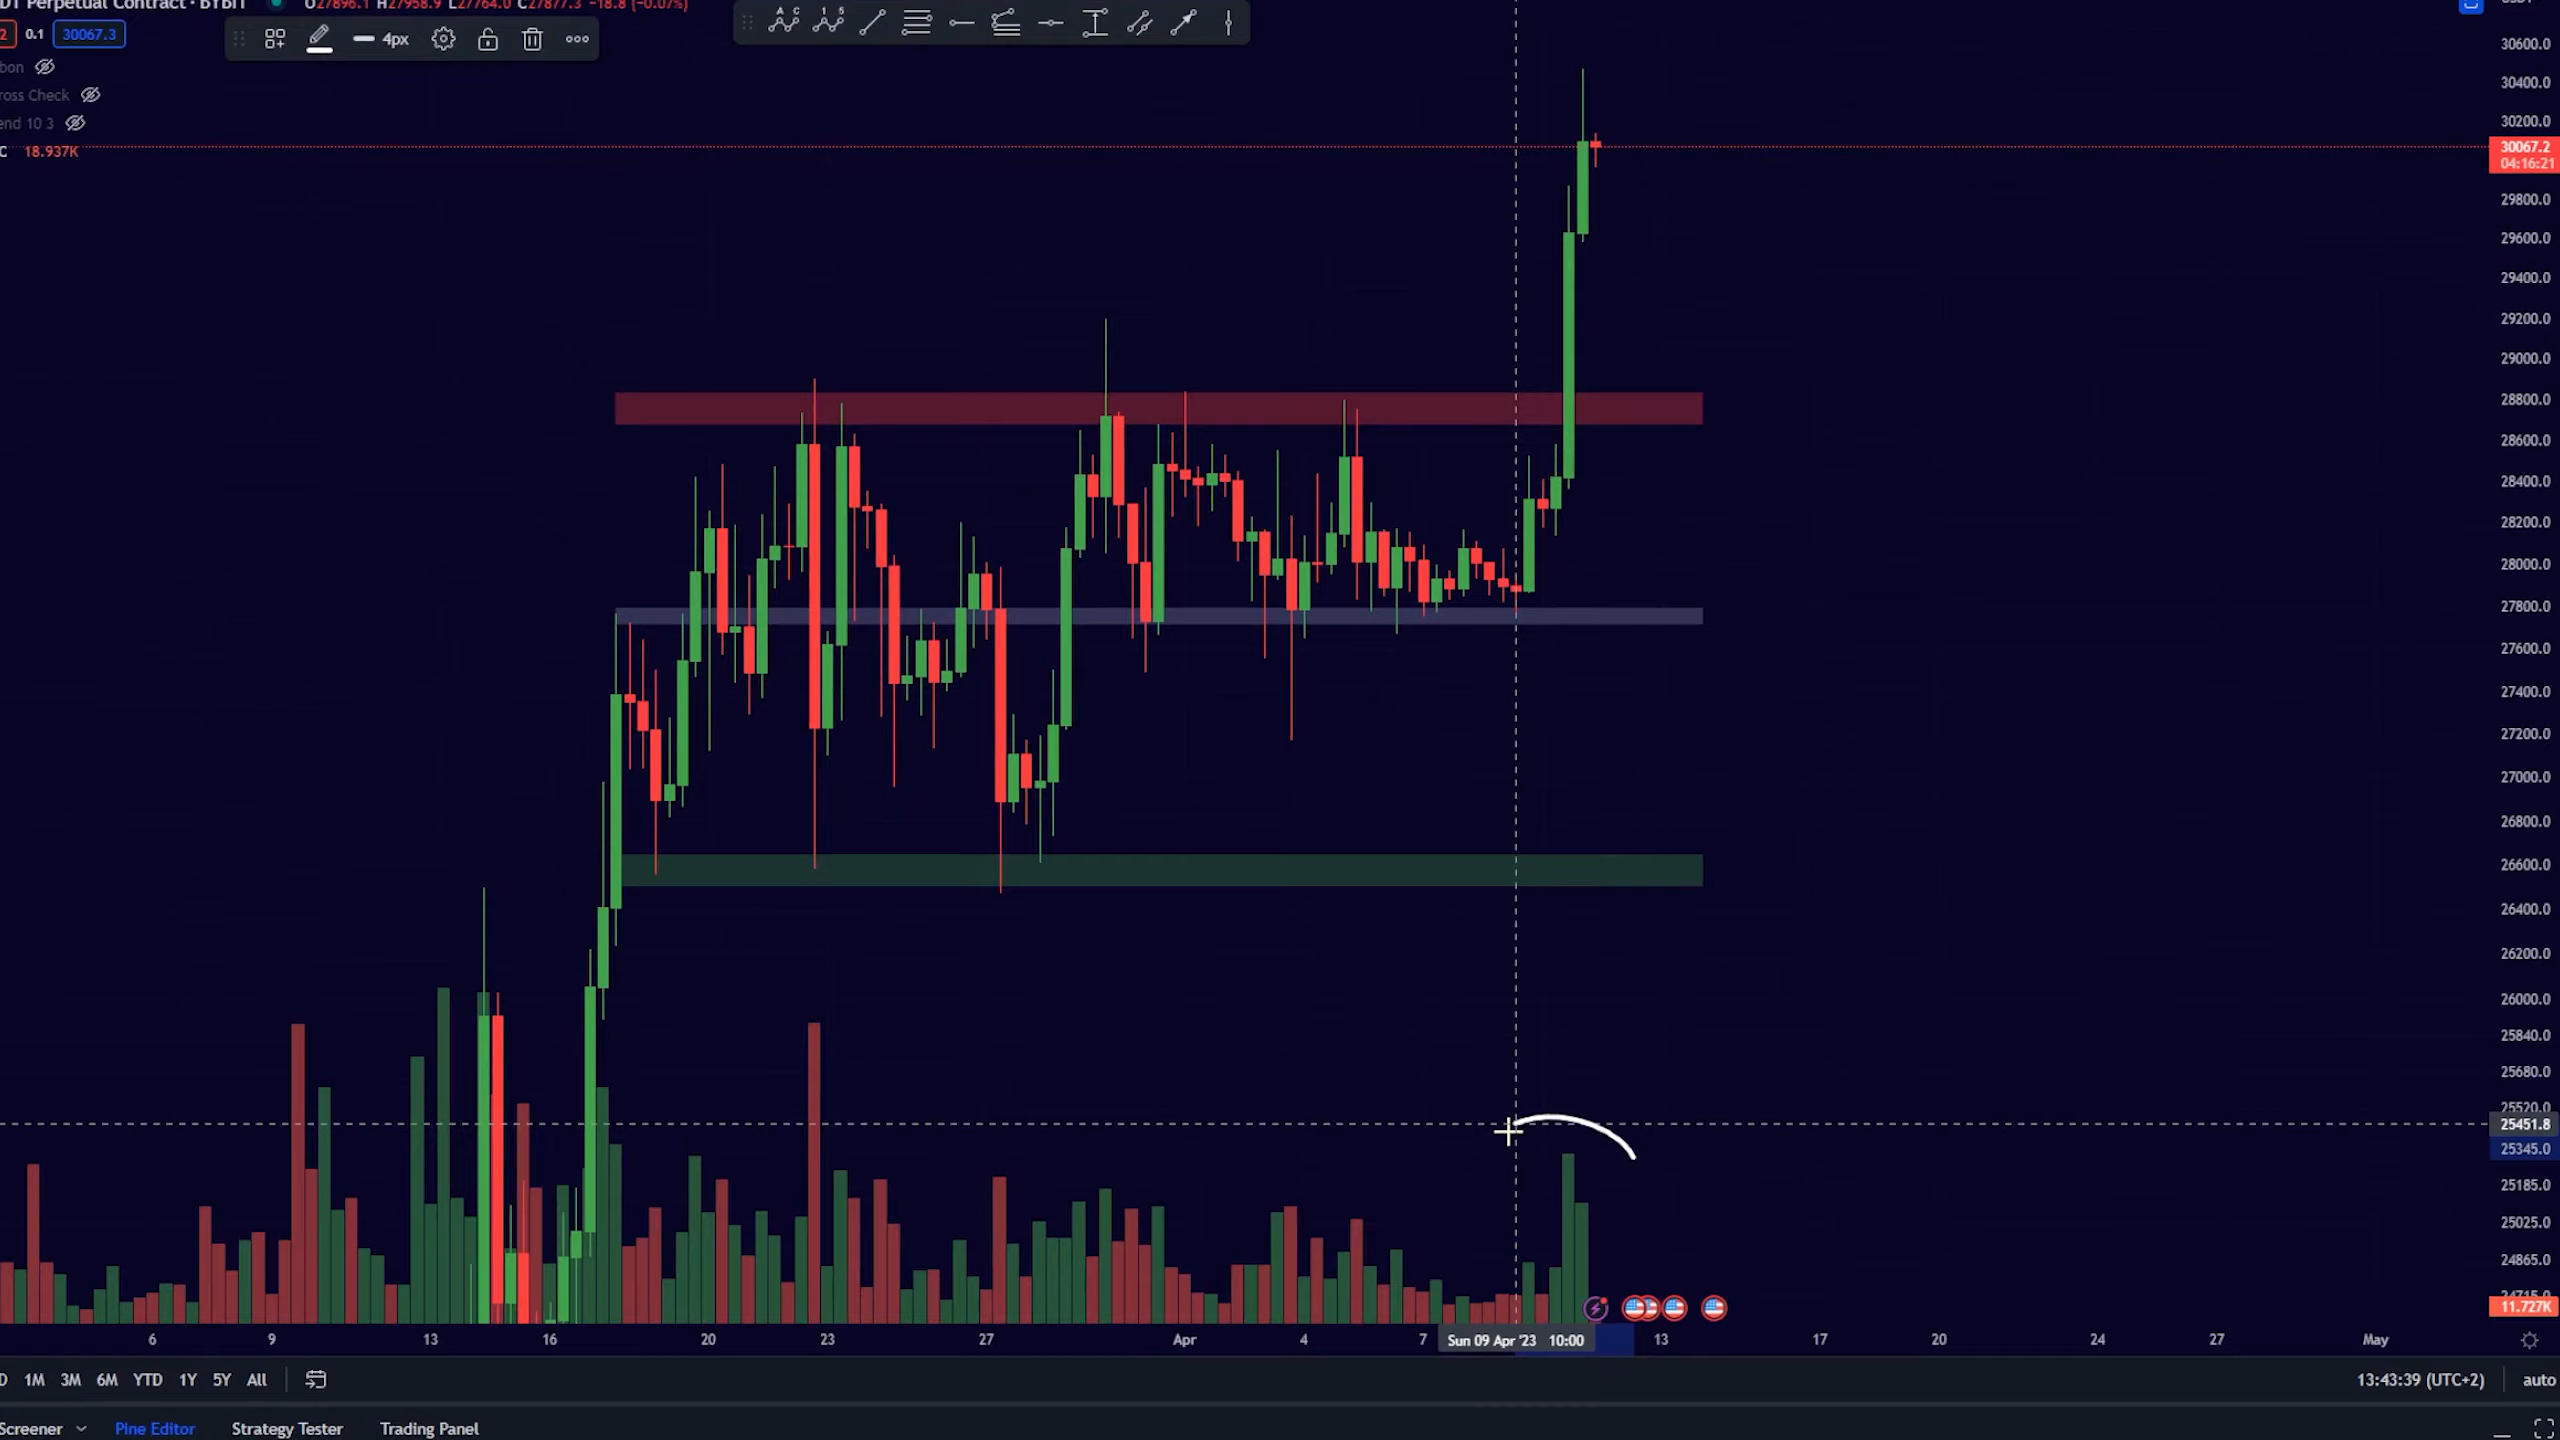 DT Perpetual Contract · BYBIT O27896.1 H27958.9 L27764.0 C27877.3 −18.8 (−0.07%)
2 0.1 30067.3
4px
bon
ross Check
end 10 3
C 18.937K
A C
1 5
30600.0
30400.0
30200.0
30067.2
04:16:21
29800.0
29600.0
29400.0
29200.0
29000.0
28800.0
28600.0
28400.0
28200.0
28000.0
27800.0
27600.0
27400.0
27200.0
27000.0
26800.0
26600.0
26400.0
26200.0
26000.0
25840.0
25680.0
25520.0
25451.8
25345.0
25185.0
25025.0
24865.0
24715.0
11.727K
6 9 13 16 20 23 27 Apr 4 7 Sun 09 Apr '23 10:00 13 17 20 24 27 May
D 1M 3M 6M YTD 1Y 5Y All 13:43:39 (UTC+2) auto
Screener Pine Editor Strategy Tester Trading Panel